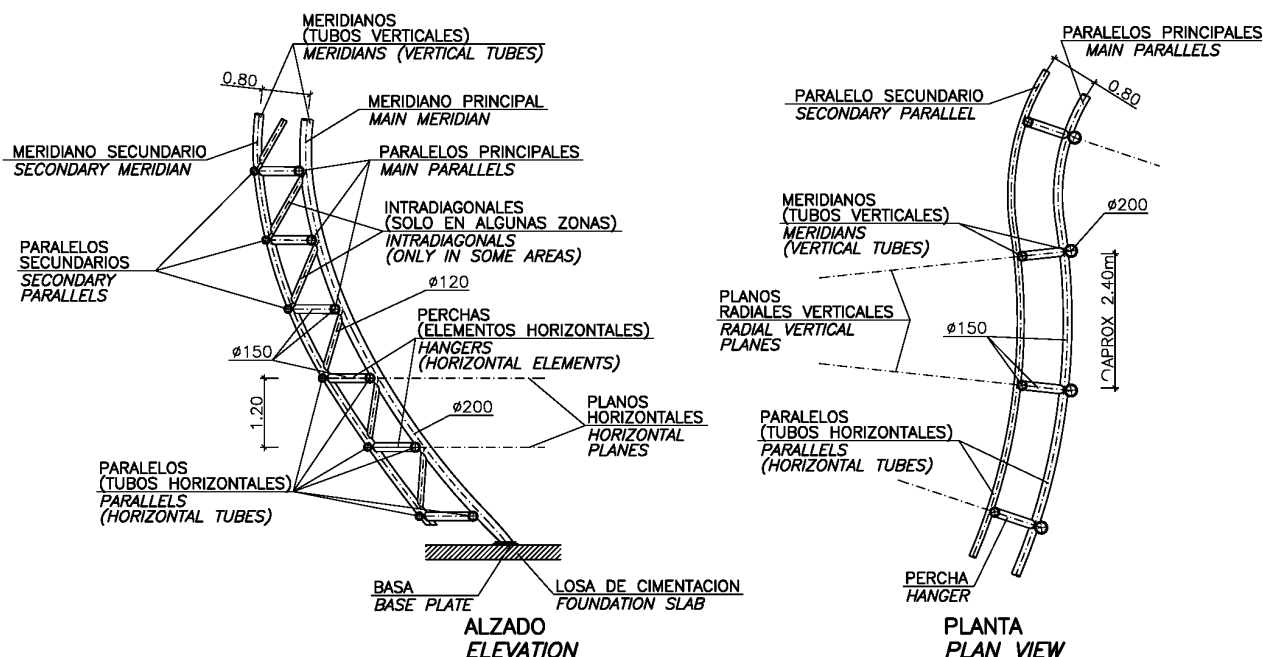 MERIDIANOS
(TUBOS VERTICALES)
MERIDIANS (VERTICAL TUBES)
0.80
MERIDIANO PRINCIPAL
MAIN MERIDIAN
MERIDIANO SECUNDARIO
SECONDARY MERIDIAN
PARALELOS PRINCIPALES
MAIN PARALLELS
INTRADIAGONALES
(SOLO EN ALGUNAS ZONAS)
INTRADIAGONALS
(ONLY IN SOME AREAS)
PARALELOS
SECUNDARIOS
SECONDARY
PARALLELS
ø120
PERCHAS
(ELEMENTOS HORIZONTALES)
HANGERS
(HORIZONTAL ELEMENTS)
ø150
1.20
ø200
PLANOS
HORIZONTALES
HORIZONTAL
PLANES
PARALELOS
(TUBOS HORIZONTALES)
PARALLELS
(HORIZONTAL TUBES)
BASA
BASE PLATE
LOSA DE CIMENTACION
FOUNDATION SLAB
ALZADO
ELEVATION
PARALELOS PRINCIPALES
MAIN PARALLELS
0.80
PARALELO SECUNDARIO
SECONDARY PARALLEL
MERIDIANOS
(TUBOS VERTICALES)
MERIDIANS
(VERTICAL TUBES)
ø200
PLANOS
RADIALES VERTICALES
RADIAL VERTICAL
PLANES
APPROX 2.40m
ø150
PARALELOS
(TUBOS HORIZONTALES)
PARALLELS
(HORIZONTAL TUBES)
PERCHA
HANGER
PLANTA
PLAN VIEW